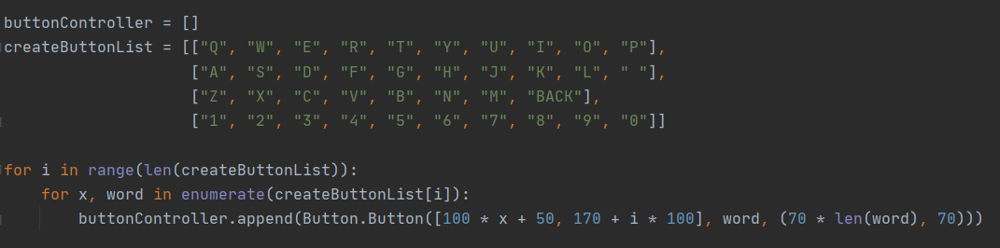 buttonController = []
createButtonList = [["Q", "W", "E", "R", "T", "Y", "U", "I", "O", "P"],
                    ["A", "S", "D", "F", "G", "H", "J", "K", "L", " "],
                    ["Z", "X", "C", "V", "B", "N", "M", "BACK"],
                    ["1", "2", "3", "4", "5", "6", "7", "8", "9", "0"]]
for i in range(len(createButtonList)):
    for x, word in enumerate(createButtonList[i]):
        buttonController.append(Button.Button([100 * x + 50, 170 + i * 100], word, (70 * len(word), 70)))